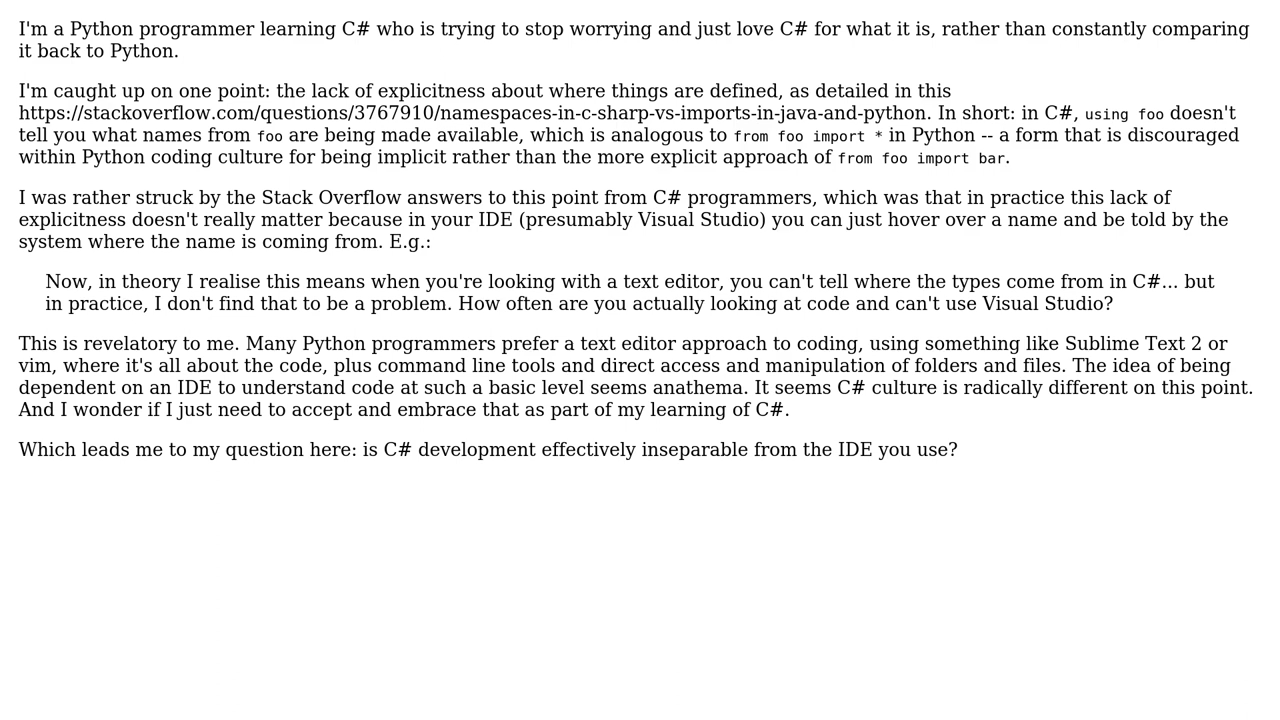 I'm a Python programmer learning C# who is trying to stop worrying and just love C# for what it is, rather than constantly comparing
it back to Python.
I'm caught up on one point: the lack of explicitness about where things are defined, as detailed in this
https://stackoverflow.com/questions/3767910/namespaces-in-c-sharp-vs-imports-in-java-and-python. In short: in C#, using foo doesn't
tell you what names from foo are being made available, which is analogous to from foo import * in Python -- a form that is discouraged
within Python coding culture for being implicit rather than the more explicit approach of from foo import bar.
I was rather struck by the Stack Overflow answers to this point from C# programmers, which was that in practice this lack of
explicitness doesn't really matter because in your IDE (presumably Visual Studio) you can just hover over a name and be told by the
system where the name is coming from. E.g.:
Now, in theory I realise this means when you're looking with a text editor, you can't tell where the types come from in C#... but
in practice, I don't find that to be a problem. How often are you actually looking at code and can't use Visual Studio?
This is revelatory to me. Many Python programmers prefer a text editor approach to coding, using something like Sublime Text 2 or
vim, where it's all about the code, plus command line tools and direct access and manipulation of folders and files. The idea of being
dependent on an IDE to understand code at such a basic level seems anathema. It seems C# culture is radically different on this point.
And I wonder if I just need to accept and embrace that as part of my learning of C#.
Which leads me to my question here: is C# development effectively inseparable from the IDE you use?